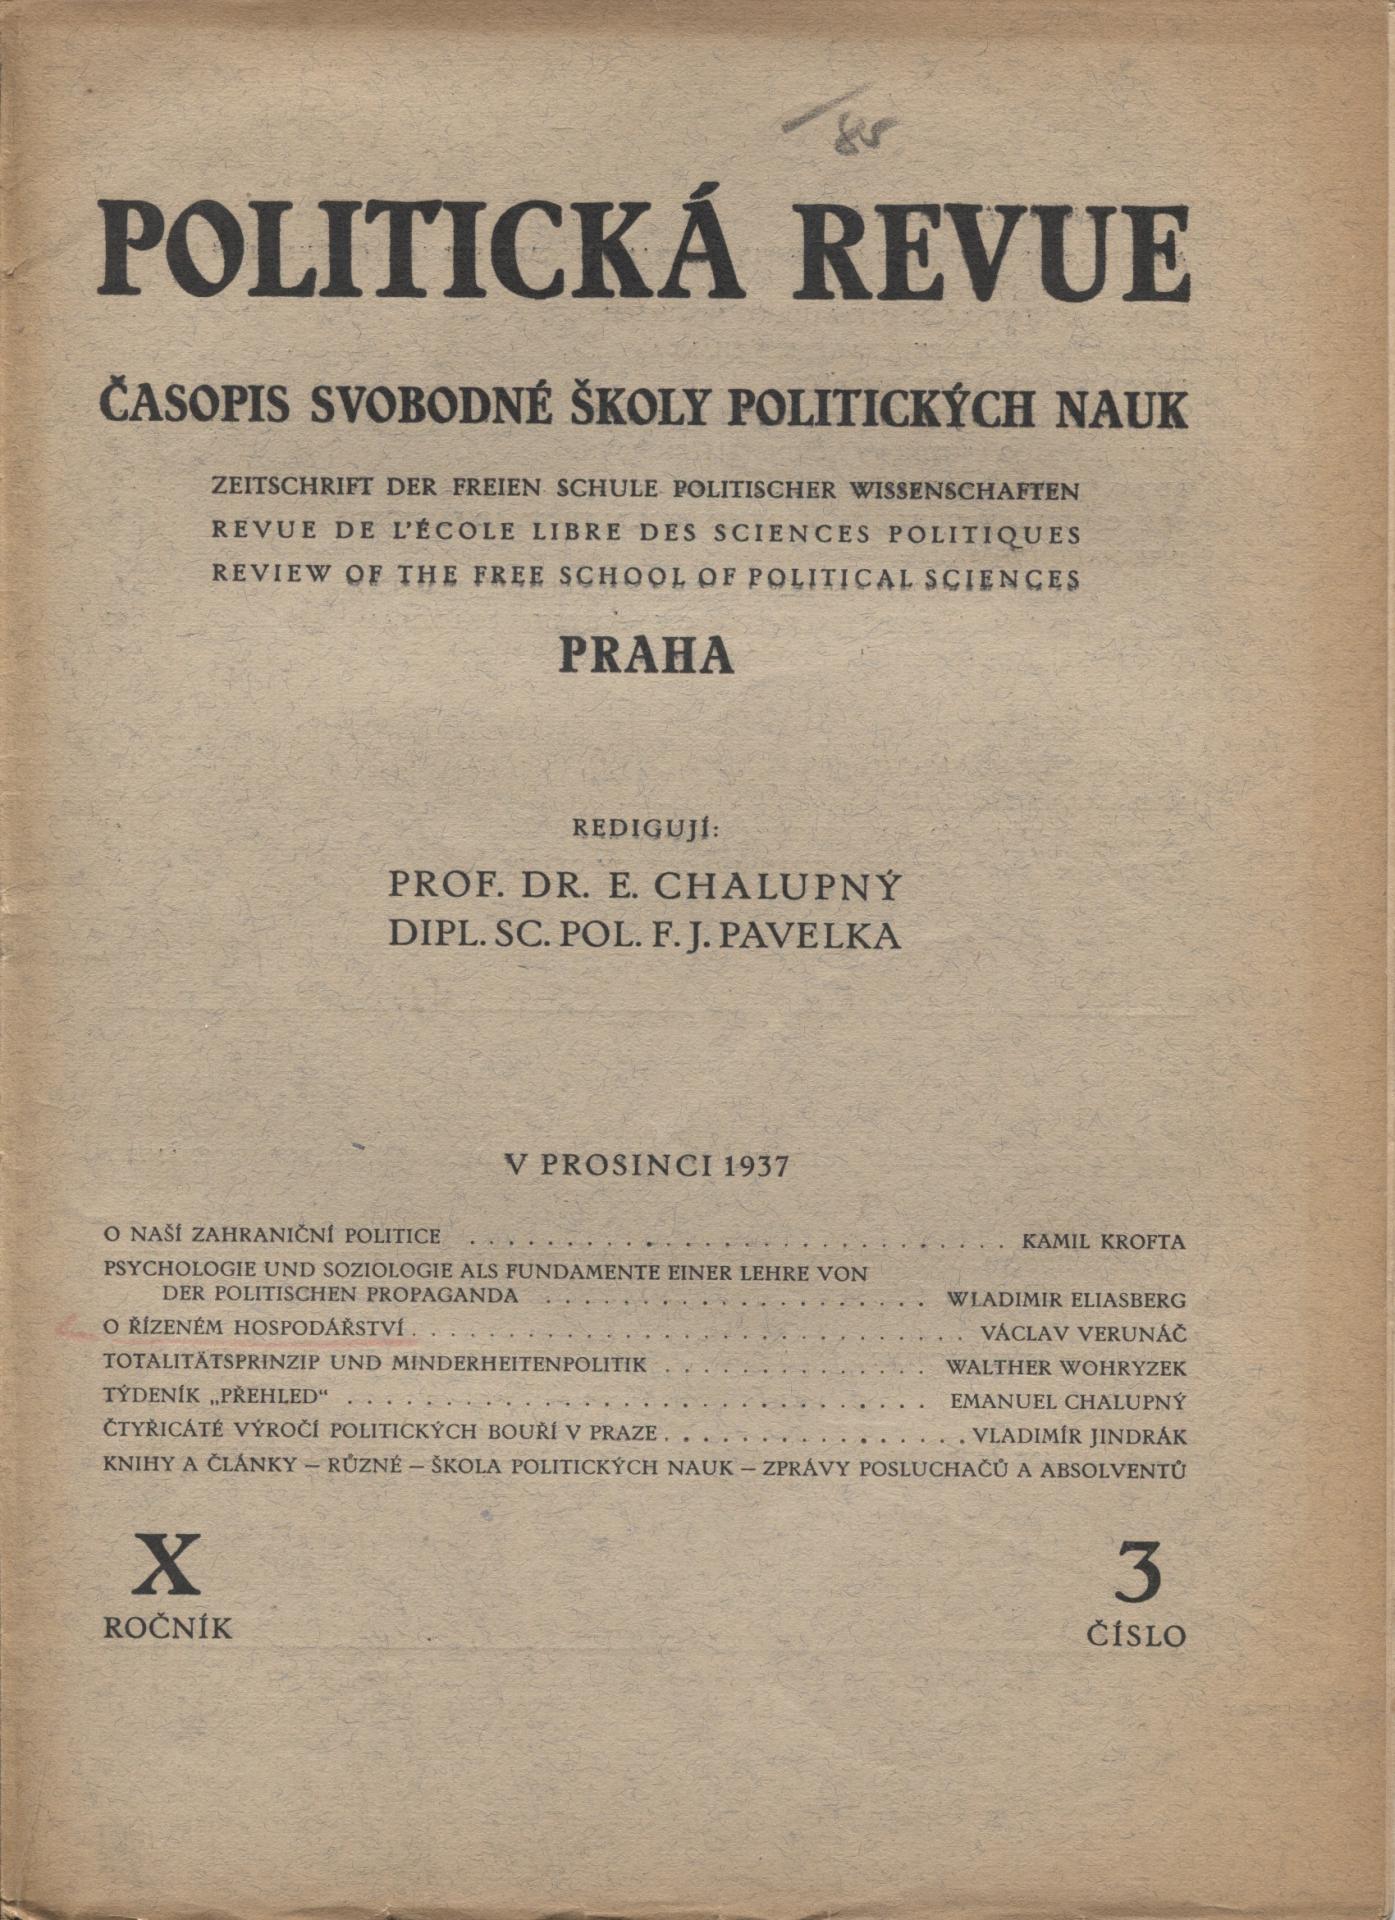 85
POLITICKÁ REVUE
ČASOPIS SVOBODNÉ ŠKOLY POLITICKÝCH NAUK
ZEITSCHRIFT DER FREIEN SCHULE POLITISCHER WISSENSCHAFTEN
REVUE DE L'ÉCOLE LIBRE DES SCIENCES POLITIQUES
REVIEW OF THE FREE SCHOOL OF POLITICAL SCIENCES
PRAHA
REDIGUJÍ:
PROF. DR. E. CHALUPNÝ
DIPL. SC. POL. F. J. PAVELKA
V PROSINCI 1937
O NAŠÍ ZAHRANIČNÍ POLITICE . . . . . . . . . . . . . . . . . . . . . . . . . . . . KAMIL KROFTA
PSYCHOLOGIE UND SOZIOLOGIE ALS FUNDAMENTE EINER LEHRE VON
DER POLITISCHEN PROPAGANDA . . . . . . . . . . . . . . . . . . . . WLADIMIR ELIASBERG
O ŘÍZENÉM HOSPODÁŘSTVÍ . . . . . . . . . . . . . . . . . . . . . . . . . . . . . VÁCLAV VERUNÁČ
TOTALITÄTSPRINZIP UND MINDERHEITENPOLITIK . . . . . . . . . . . . . . WALTHER WOHRYZEK
TÝDENÍK „PŘEHLED“ . . . . . . . . . . . . . . . . . . . . . . . . . . . . . . EMANUEL CHALUPNÝ
ČTYŘICÁTÉ VÝROČÍ POLITICKÝCH BOUŘÍ V PRAZE . . . . . . . . . . . . . . . . VLADIMÍR JINDRÁK
KNIHY A ČLÁNKY – RŮZNÉ – ŠKOLA POLITICKÝCH NAUK – ZPRÁVY POSLUCHAČŮ A ABSOLVENTŮ
X 3
ROČNÍK ČÍSLO